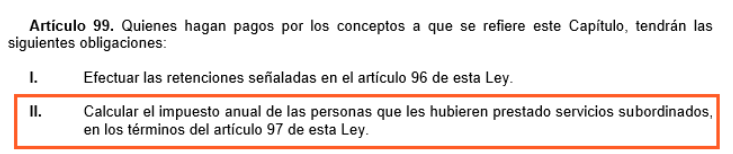 Artículo 99. Quienes hagan pagos por los conceptos a que se refiere este Capítulo, tendrán las
siguientes obligaciones:
I. Efectuar las retenciones señaladas en el artículo 96 de esta Ley.
II. Calcular el impuesto anual de las personas que les hubieren prestado servicios subordinados,
en los términos del artículo 97 de esta Ley.